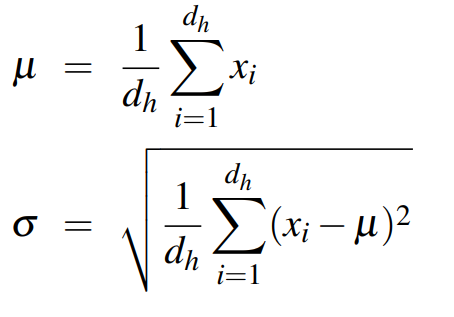 μ = \frac{1}{d_h} \sum_{i=1}^{d_h} x_i
σ = \sqrt{\frac{1}{d_h} \sum_{i=1}^{d_h} (x_i − μ)^2}